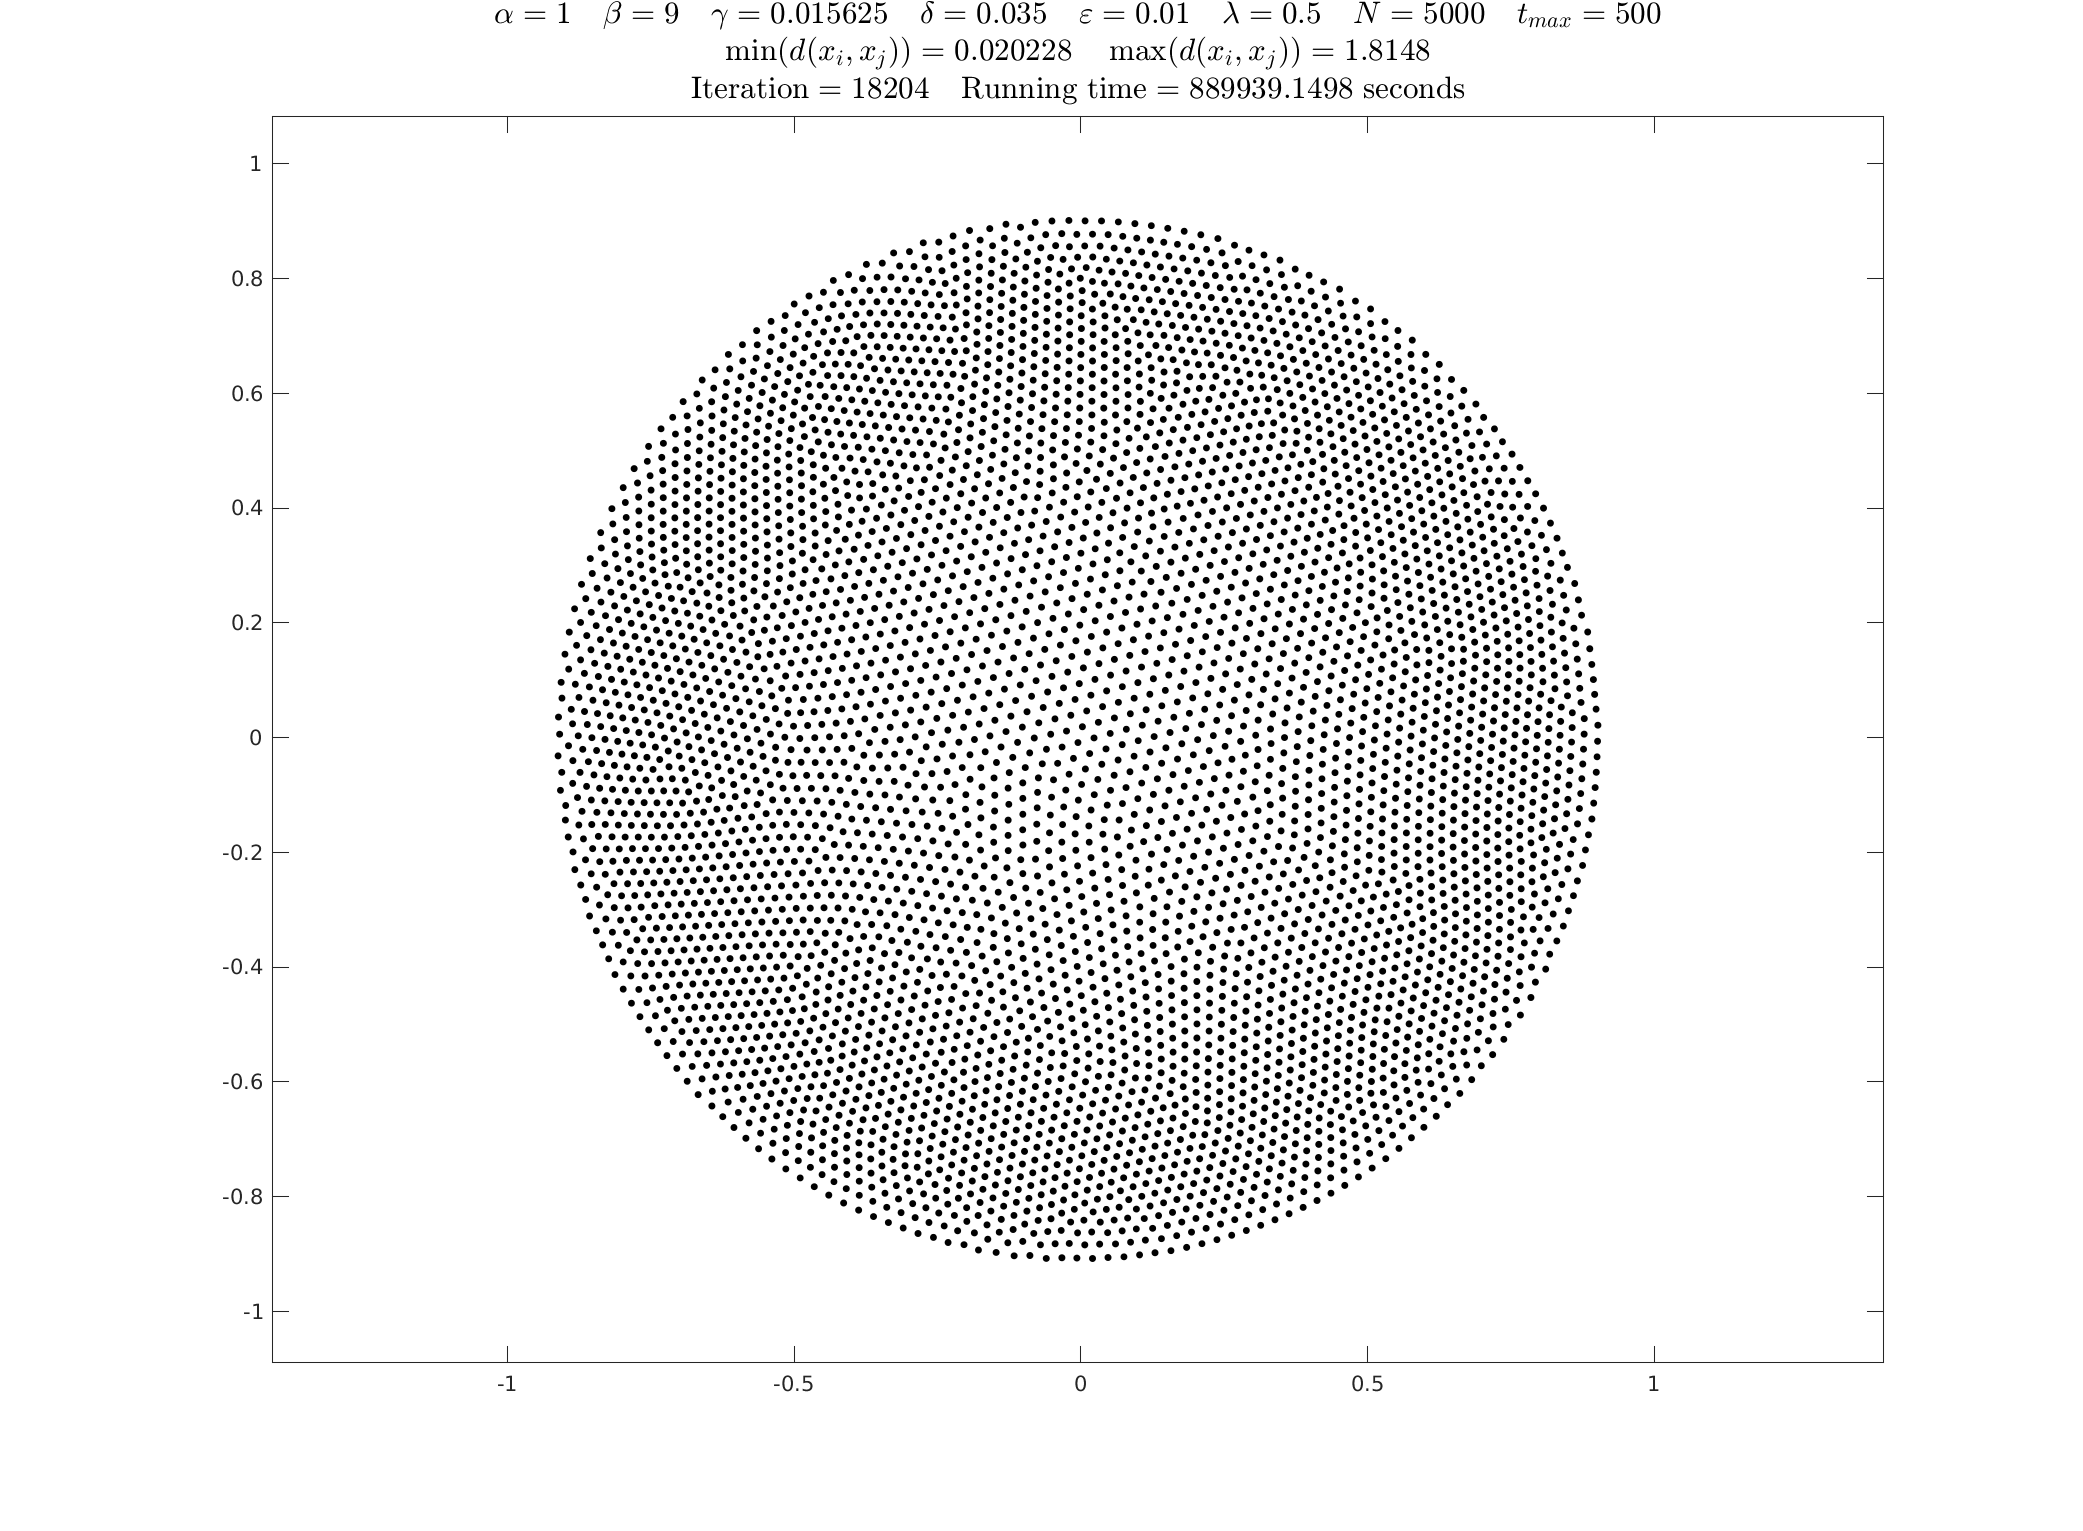 α = 1 β = 9 γ = 0.015625 δ = 0.035 ε = 0.01 λ = 0.5 N = 5000 t_{max} = 500
min(d(x_i, x_j)) = 0.020228 max(d(x_i, x_j)) = 1.8148
Iteration = 18204 Running time = 889939.1498 seconds
1
0.8
0.6
0.4
0.2
0
-0.2
-0.4
-0.6
-0.8
-1
-1 -0.5 0 0.5 1